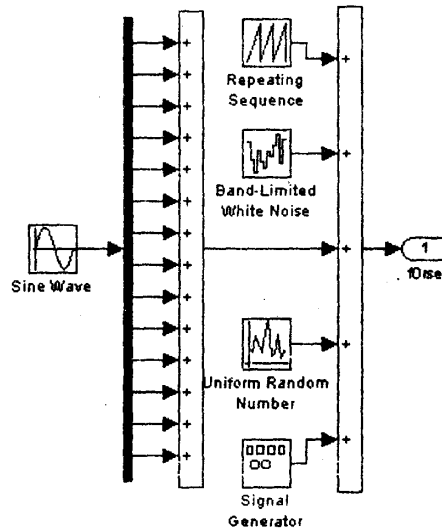 Sine Wave
+
+
+
+
+
+
+
+
+
+
+
+
+
+
Repeating
Sequence
Band-Limited
White Noise
Uniform Random
Number
Signal
Generator
+
+
+
+
+
1